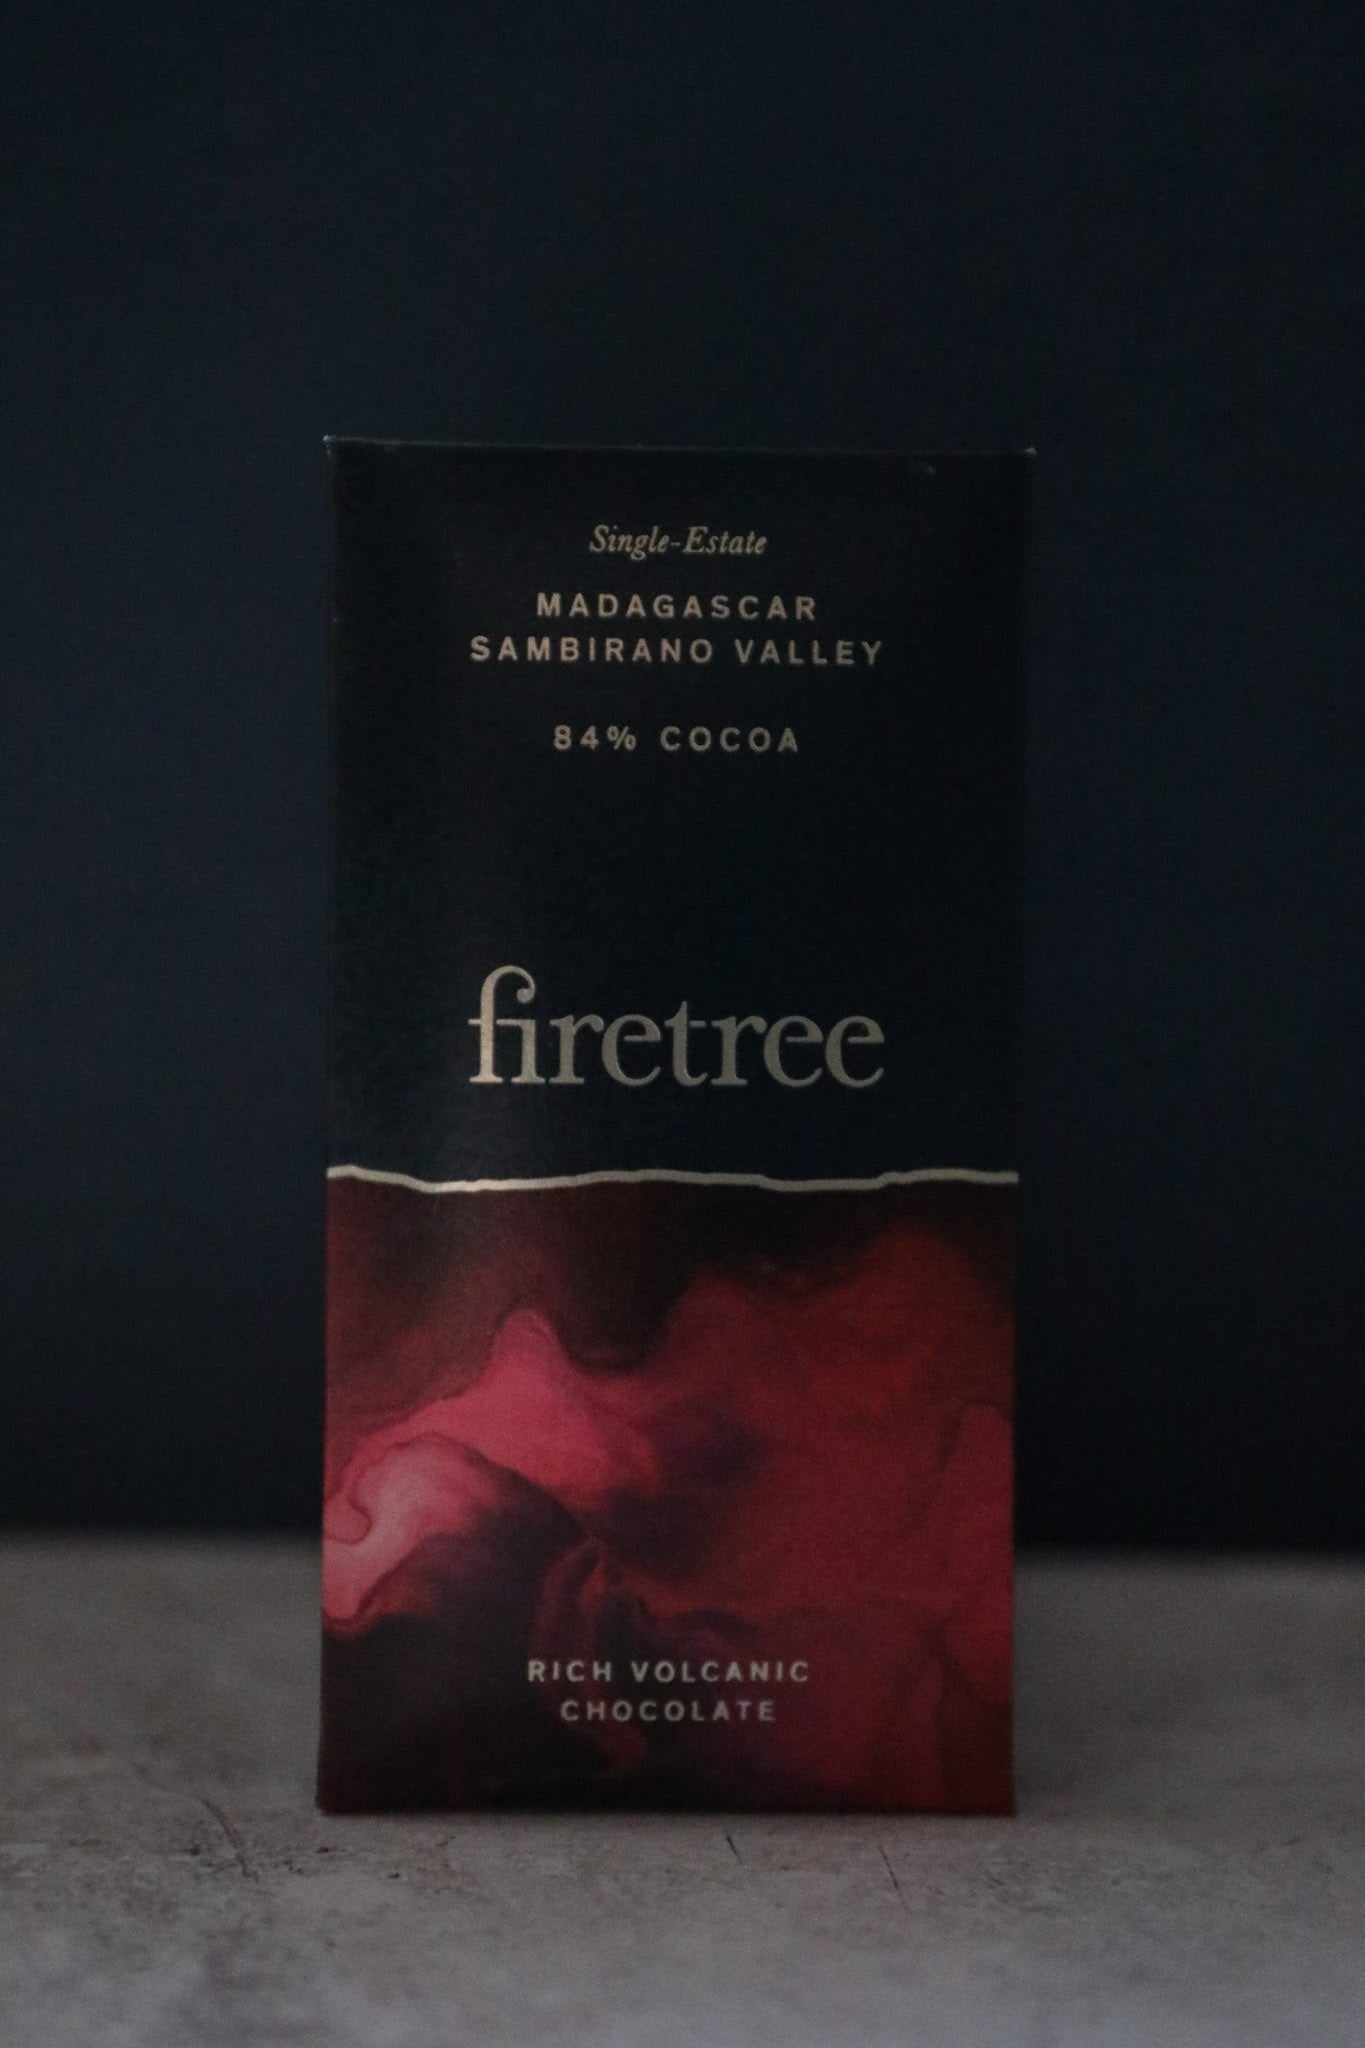 Single-Estate
MADAGASCAR
SAMBIRANO VALLEY
84% COCOA
firetree
RICH VOLCANIC
CHOCOLATE